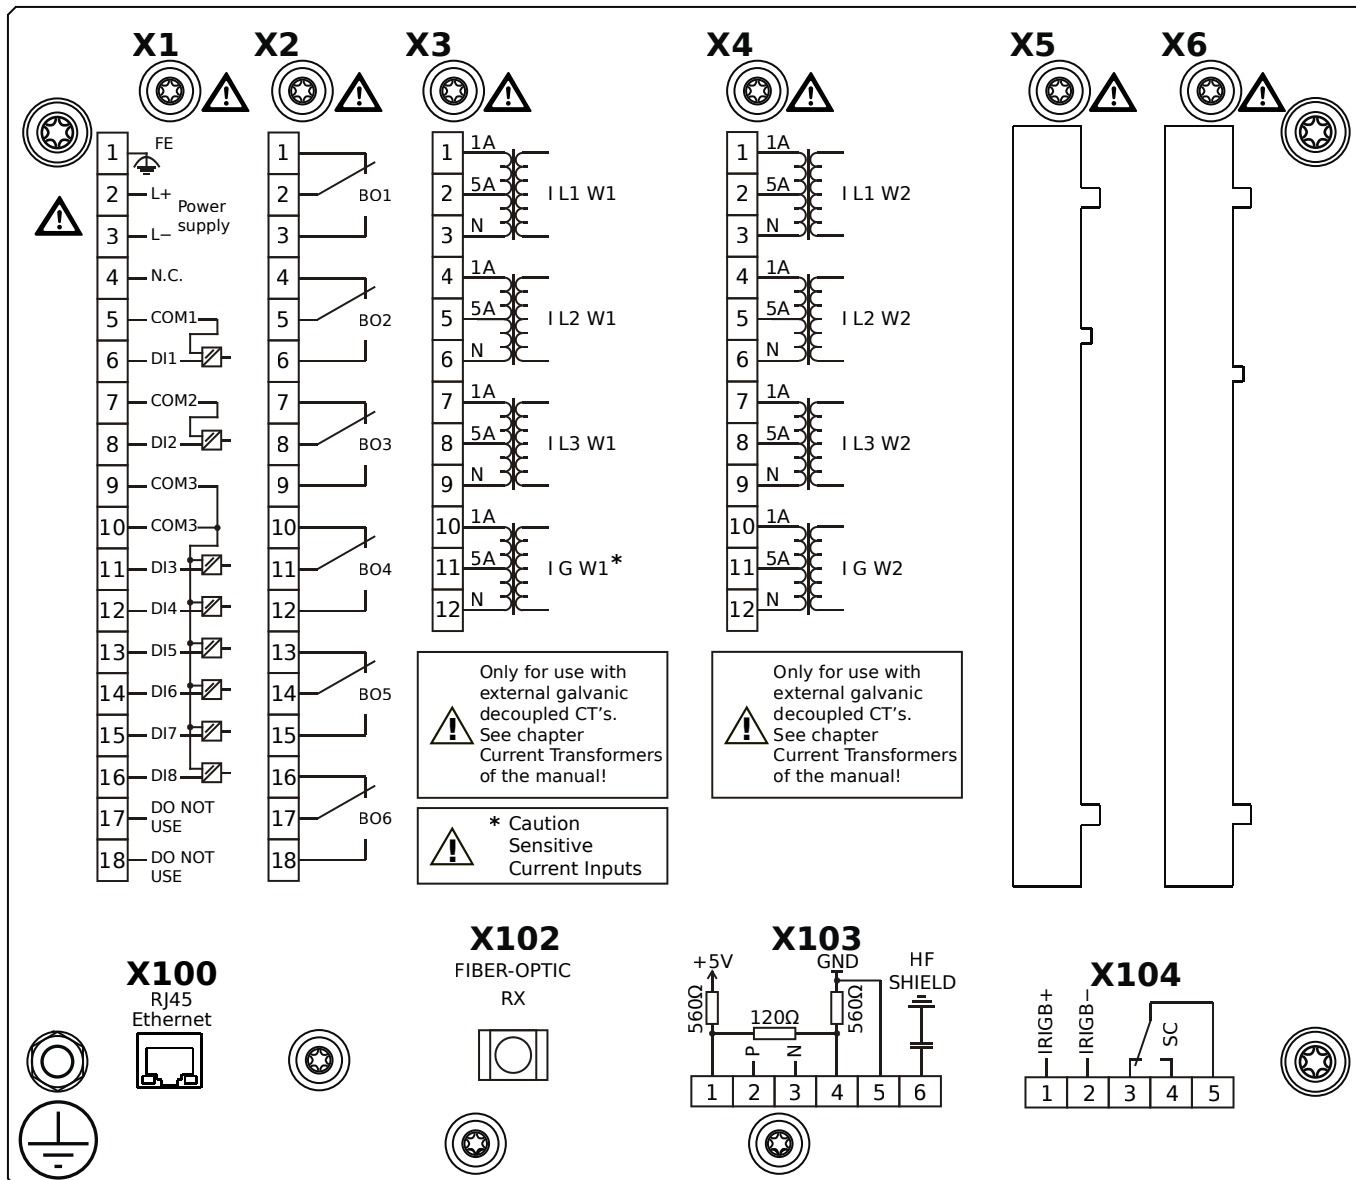 X1
X2
X3
X4
X5
X6
1
FE
2
L+
Power
supply
3
L−
4
N.C.
5
COM1
6
DI1
7
COM2
8
DI2
9
COM3
10
COM3
11
DI3
12
DI4
13
DI5
14
DI6
15
DI7
16
DI8
17
DO NOT
USE
18
DO NOT
USE
1
2
BO1
3
4
5
BO2
6
7
8
BO3
9
10
11
BO4
12
13
14
BO5
15
16
17
BO6
18
1
1A
2
5A
I L1 W1
3
N
4
1A
5
5A
I L2 W1
6
N
7
1A
8
5A
I L3 W1
9
N
10
1A
11
5A
I G W1*
12
N
Only for use with
external galvanic
decoupled CT's.
See chapter
Current Transformers
of the manual!
* Caution
Sensitive
Current Inputs
1
1A
2
5A
I L1 W2
3
N
4
1A
5
5A
I L2 W2
6
N
7
1A
8
5A
I L3 W2
9
N
10
1A
11
5A
I G W2
12
N
Only for use with
external galvanic
decoupled CT's.
See chapter
Current Transformers
of the manual!
X100
RJ45
Ethernet
X102
FIBER-OPTIC
RX
X103
+5V
GND
HF
SHIELD
560Ω
120Ω
560Ω
P
N
1 2 3 4 5 6
X104
IRIGB+
IRIGB−
SC
1 2 3 4 5